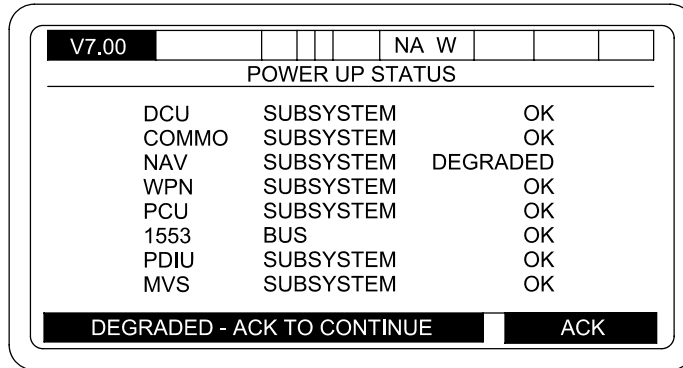 V7.00 NA W
POWER UP STATUS
DCU SUBSYSTEM OK
COMMO SUBSYSTEM OK
NAV SUBSYSTEM DEGRADED
WPN SUBSYSTEM OK
PCU SUBSYSTEM OK
1553 BUS OK
PDIU SUBSYSTEM OK
MVS SUBSYSTEM OK
DEGRADED - ACK TO CONTINUE ACK